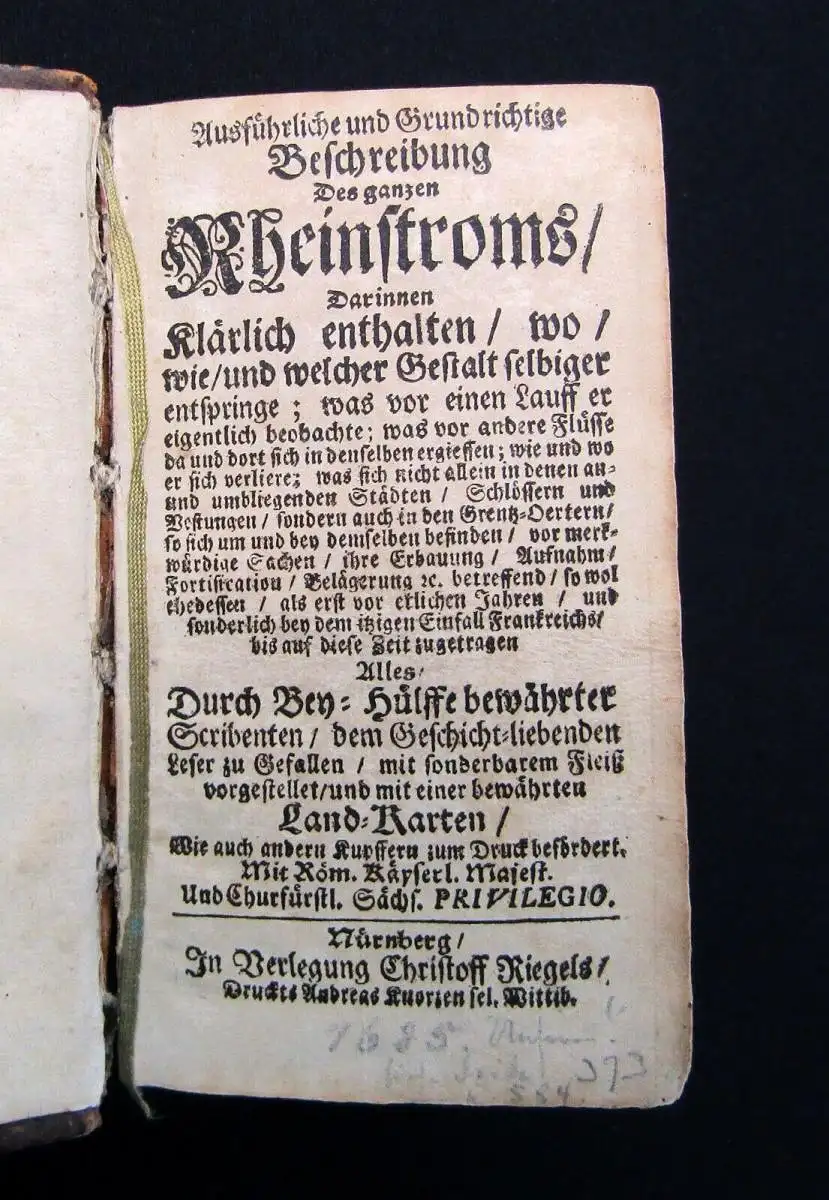 Ausführliche und Grundrichtige
Beschreibung
Des ganzen
Rheinstroms/
Darinnen
Klärlich enthalten / wo /
wie/und welcher Gestalt selbiger
entspringe ; was vor einen Lauff er
eigentlich beobachte; was vor andere Flüsse
da und dort sich in denselben ergiessen; wie und wo
er sich verliere; was sich nicht allein in denen an-
und umbliegenden Städten / Schlössern und
Vestungen / sondern auch in den Grentz-Oertern/
so sich um und bey demselben befinden / vor merk-
würdige Sachen / ihre Erbauung / Aufnahm/
Fortification / Belägerung ꝛc. betreffend / so wol
ehedessen / als erst vor etlichen Jahren / und
sonderlich bey dem itzigen Einfall Frankreichs/
bis auf diese Zeit zugetragen
Alles/
Durch Bey-Hülffe bewährter
Scribenten / dem Geschicht-liebenden
Leser zu Gefallen / mit sonderbarem Fleiß
vorgestellet/und mit einer bewährten
Land-Karten /
Wie auch andern Kupffern zum Druck befördert.
Mit Röm. Käyserl. Majest.
Und Churfürstl. Sächs. PRIVILEGIO.
Nürnberg/
In Verlegung Christoff Riegels/
Druckts Andreas Knorzen sel. Wittib.
1685.
393